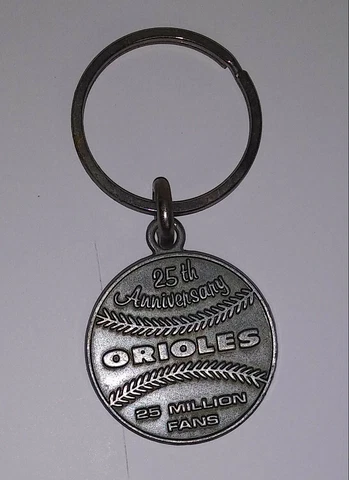 25th
Anniversary
ORIOLES
25 MILLION
FANS